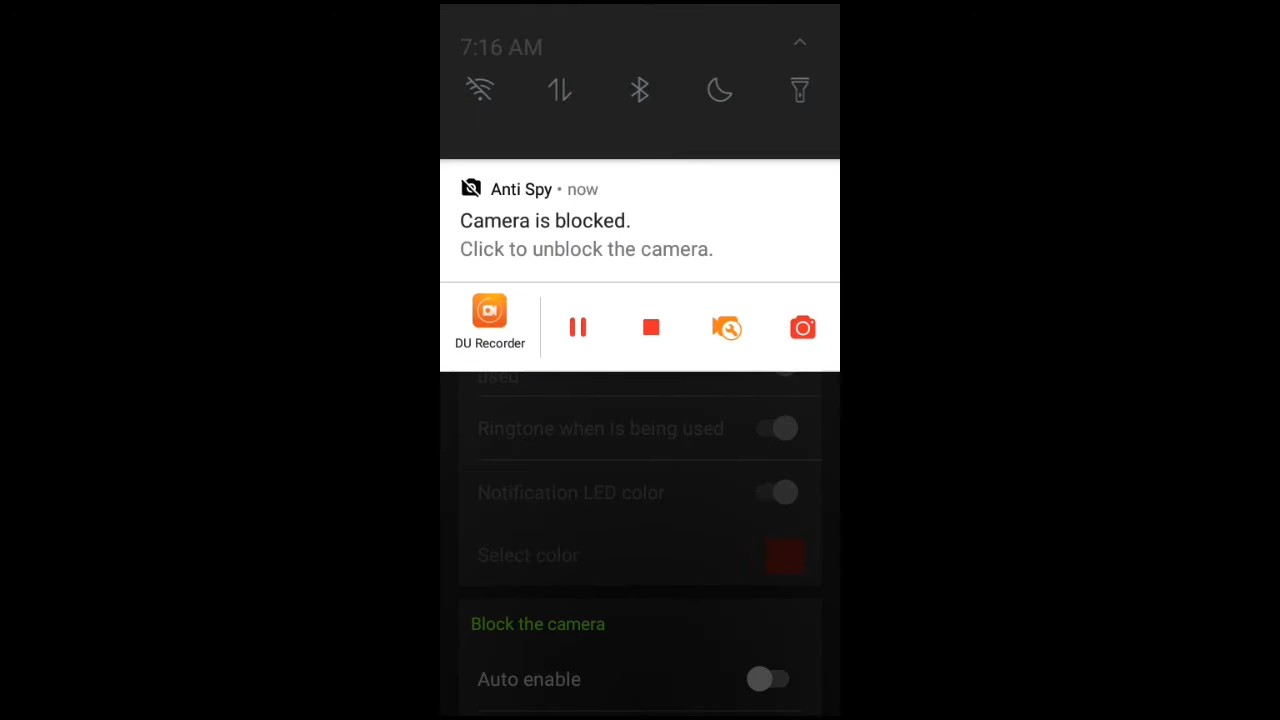 7:16 AM
Anti Spy • now
Camera is blocked.
Click to unblock the camera.
DU Recorder
used
Ringtone when is being used
Notification LED color
Select color
Block the camera
Auto enable